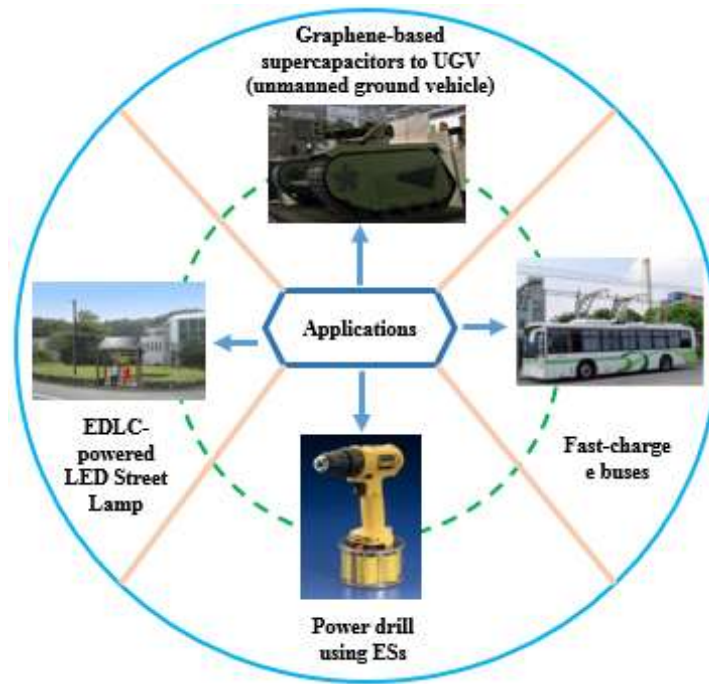 Graphene-based
supercapacitors to UGV
(unmanned ground vehicle)
Applications
EDLC-
powered
LED Street
Lamp
Fast-charge
e buses
Power drill
using ESs